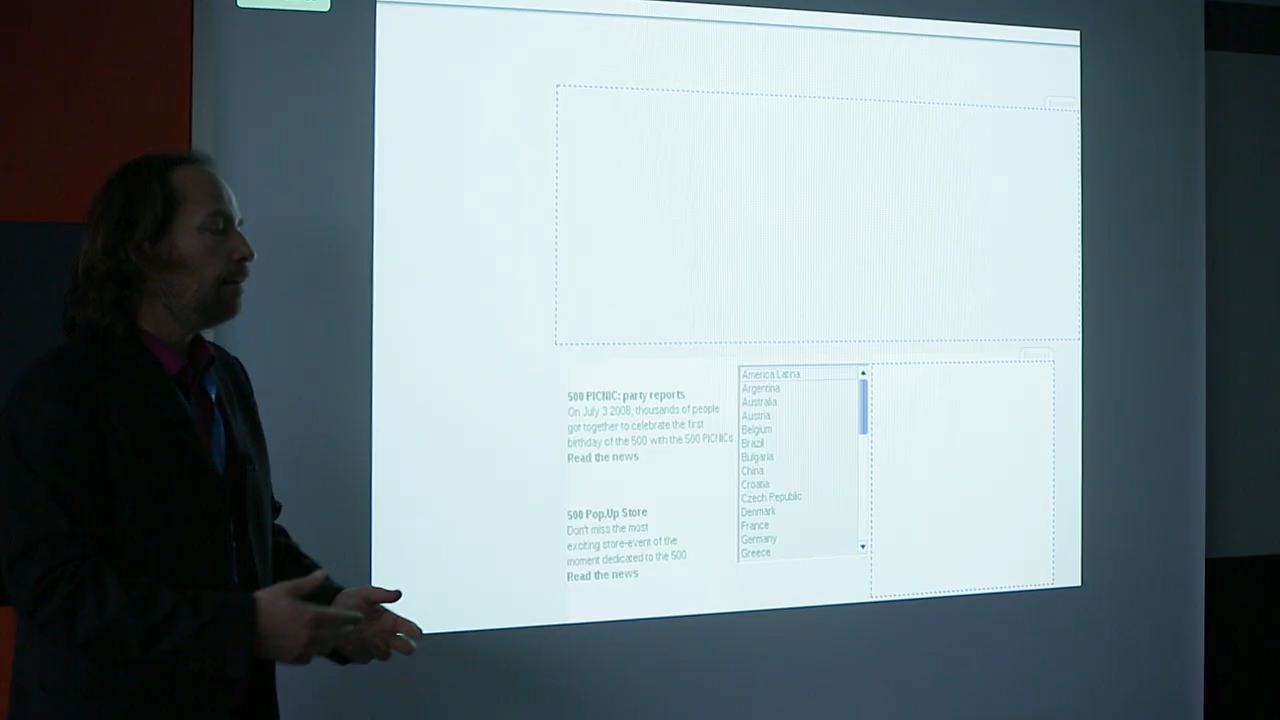 500 PICNIC: party reports
On July 3 2008, thousands of people
got together to celebrate the first
birthday of the 500 with the 500 PICNICs.
Read the news
500 Pop.Up Store
Don't miss the most
exciting store-event of the
moment dedicated to the 500
Read the news
America Latina
Argentina
Australia
Austria
Belgium
Brazil
Bulgaria
China
Croatia
Czech Republic
Denmark
France
Germany
Greece